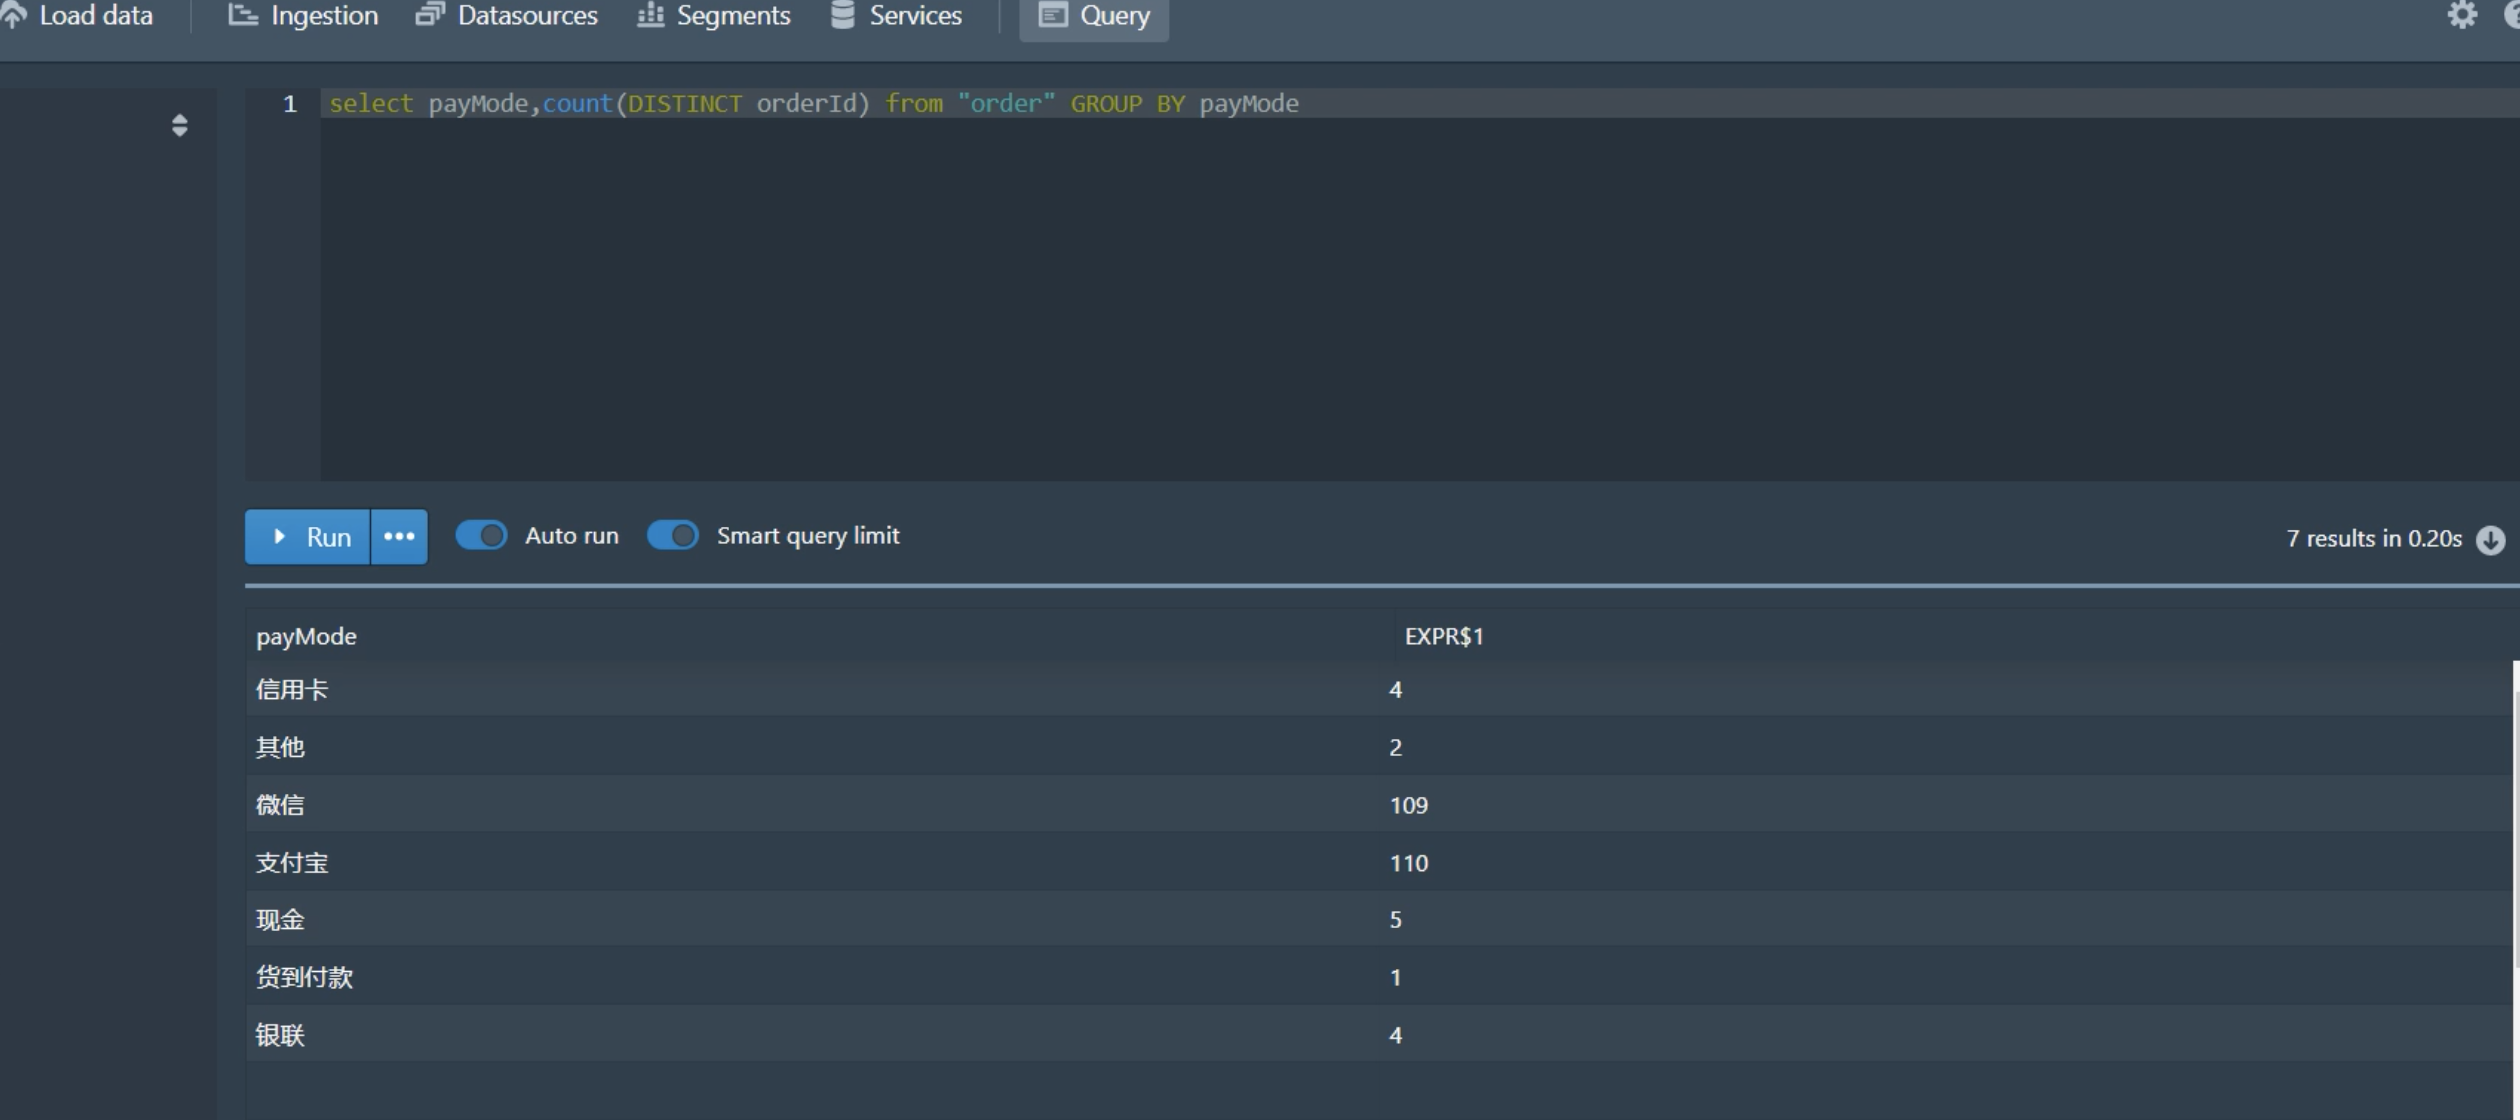 Load data Ingestion Datasources Segments Services Query
1 select payMode,count(DISTINCT orderId) from "order" GROUP BY payMode
Run ••• Auto run Smart query limit 7 results in 0.20s
payMode EXPR$1
信用卡 4
其他 2
微信 109
支付宝 110
现金 5
货到付款 1
银联 4